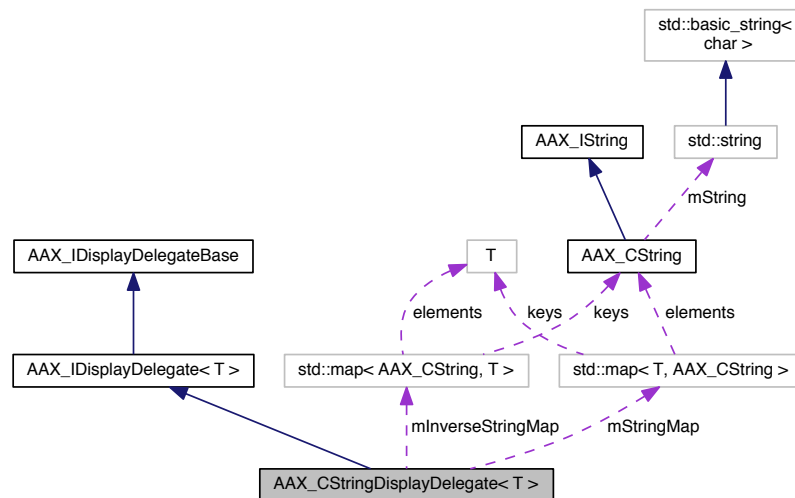 std::basic_string<
char >
AAX_IString
std::string
mString
AAX_IDisplayDelegateBase
T
AAX_CString
elements
keys
keys
elements
AAX_IDisplayDelegate< T >
std::map< AAX_CString, T >
std::map< T, AAX_CString >
mInverseStringMap
mStringMap
AAX_CStringDisplayDelegate< T >